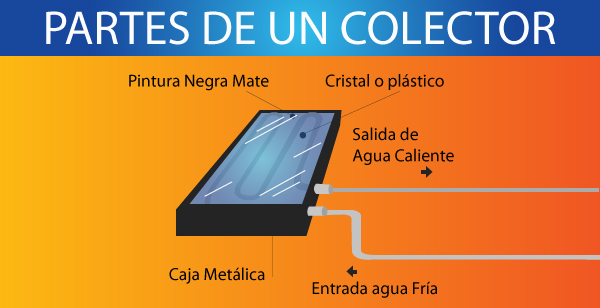 PARTES DE UN COLECTOR
Pintura Negra Mate
Cristal o plástico
Salida de
Agua Caliente
Caja Metálica
Entrada agua Fría